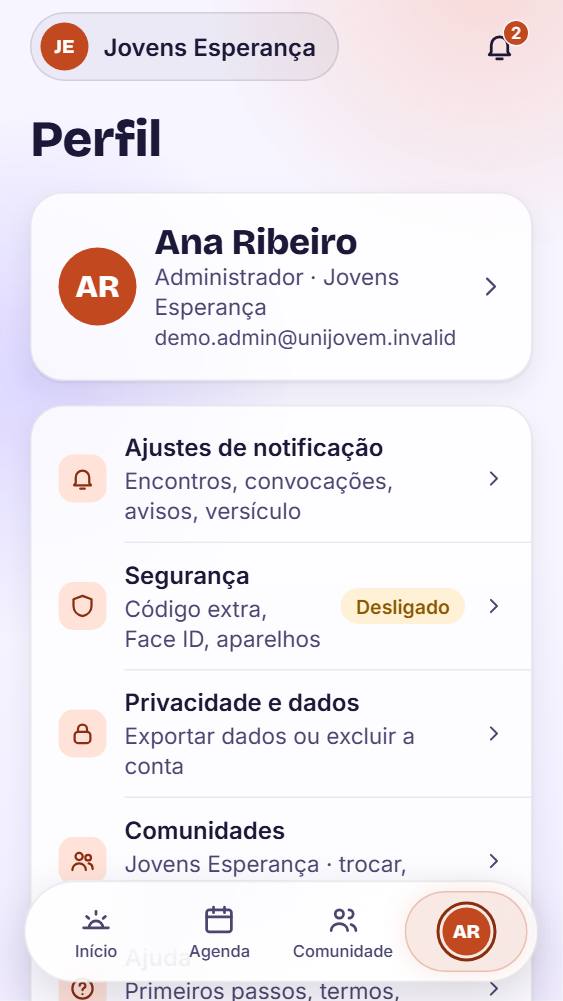 JE
Jovens Esperança
2
Perfil
AR
Ana Ribeiro
Administrador · Jovens
Esperança
demo.admin@unijovem.invalid
Ajustes de notificação
Encontros, convocações,
avisos, versículo
Segurança
Código extra,
Face ID, aparelhos
Desligado
Privacidade e dados
Exportar dados ou excluir a
conta
Comunidades
Jovens Esperança · trocar,
Ajuda
Início
Agenda
Comunidade
AR
Primeiros passos, termos,